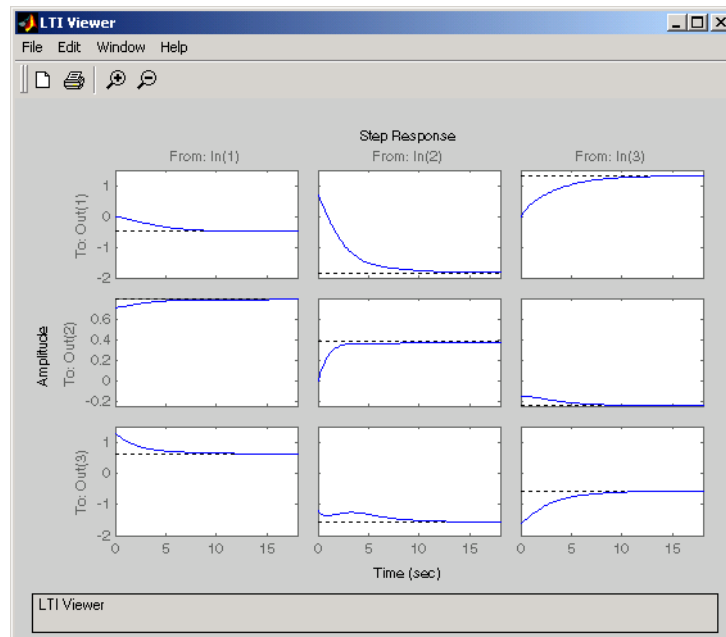 LTI Viewer
File Edit Window Help
Step Response
From: In(1) From: In(2) From: In(3)
Amplitude
To: Out(1)
1
0
-1
-2
To: Out(2)
0.6
0.4
0.2
0
-0.2
To: Out(3)
1
0
-1
-2
0 5 10 15 0 5 10 15 0 5 10 15
Time (sec)
LTI Viewer